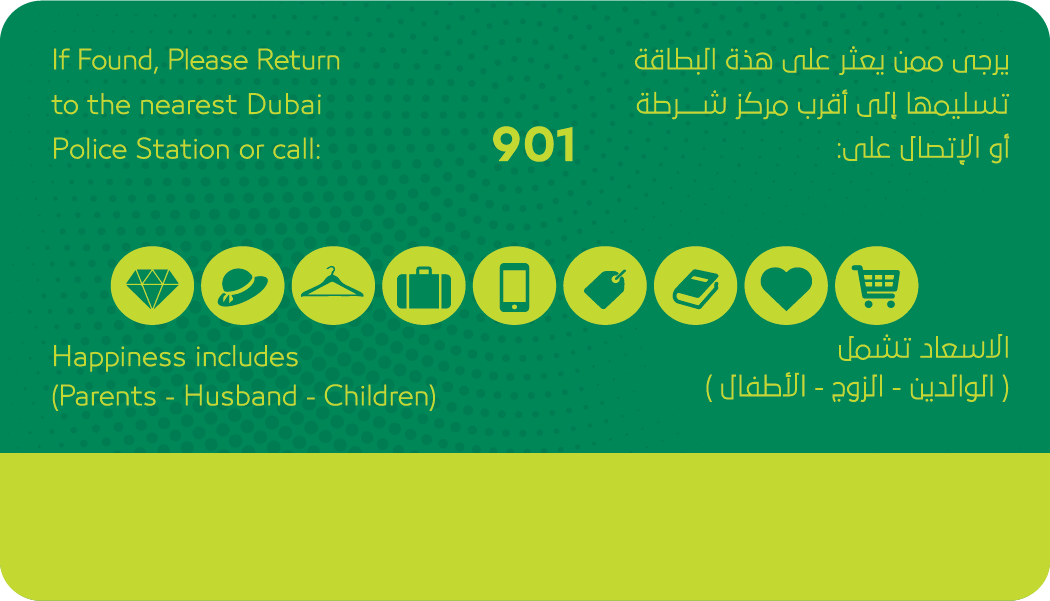 If Found, Please Return
to the nearest Dubai
Police Station or call:
901
يرجى ممن يعثر على هذة البطاقة
تسليمها إلى أقرب مركز شـــرطة
أو الإتصال على:
Happiness includes
(Parents - Husband - Children)
الاسعاد تشمل
( الوالدين - الزوج - الأطفال )